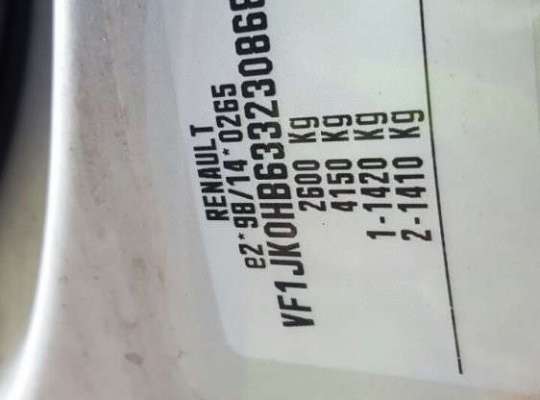 RENAULT
e2*98/14*0265
VF1JK0HB633230868
2600 Kg
4150 Kg
1-1420 Kg
2-1410 Kg